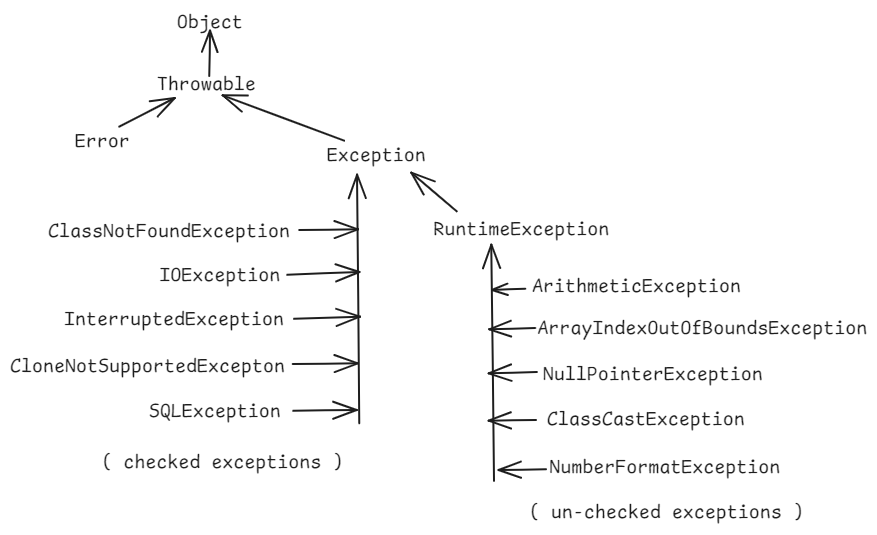 Object
Throwable
Error
Exception
ClassNotFoundException
IOException
InterruptedException
CloneNotSupportedExcepton
SQLException
( checked exceptions )
RuntimeException
ArithmeticException
ArrayIndexOutOfBoundsException
NullPointerException
ClassCastException
NumberFormatException
( un-checked exceptions )